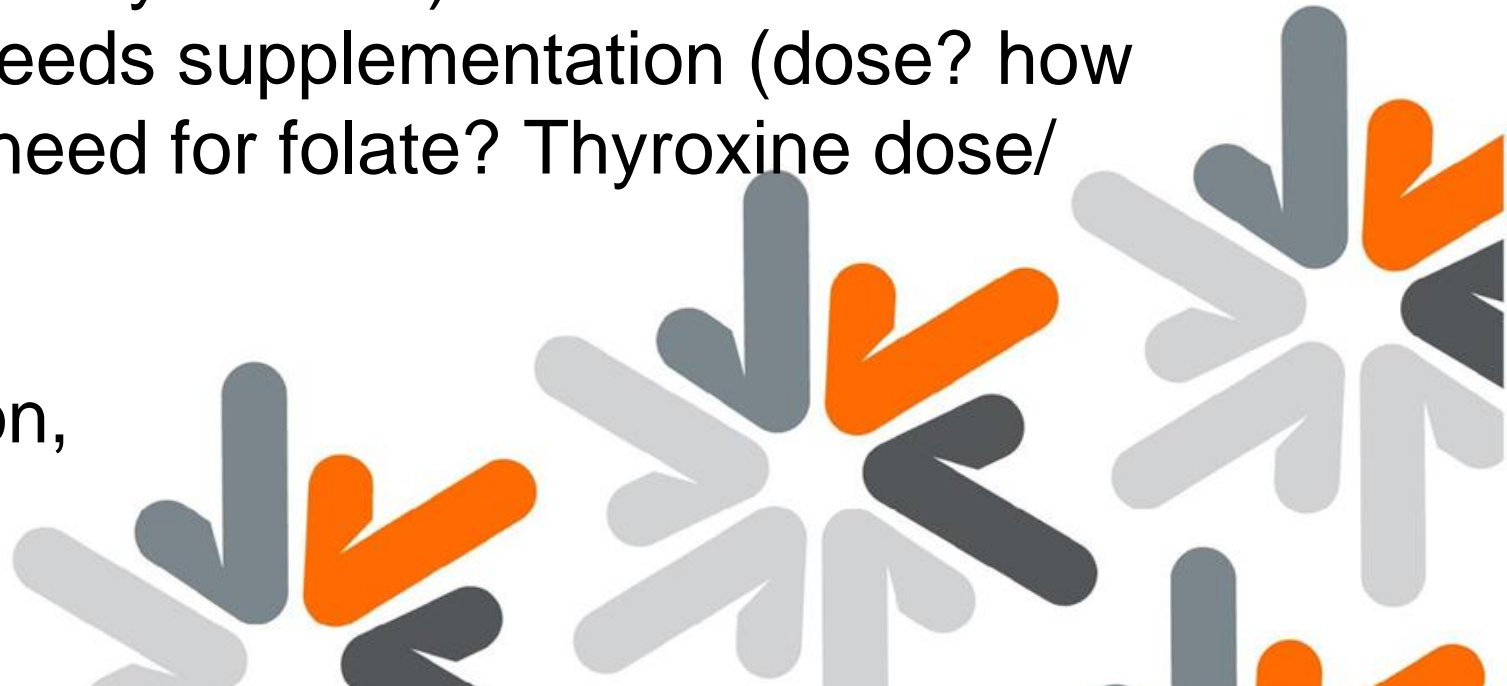 eeds supplementation (dose? how
need for folate? Thyroxine dose/
on,